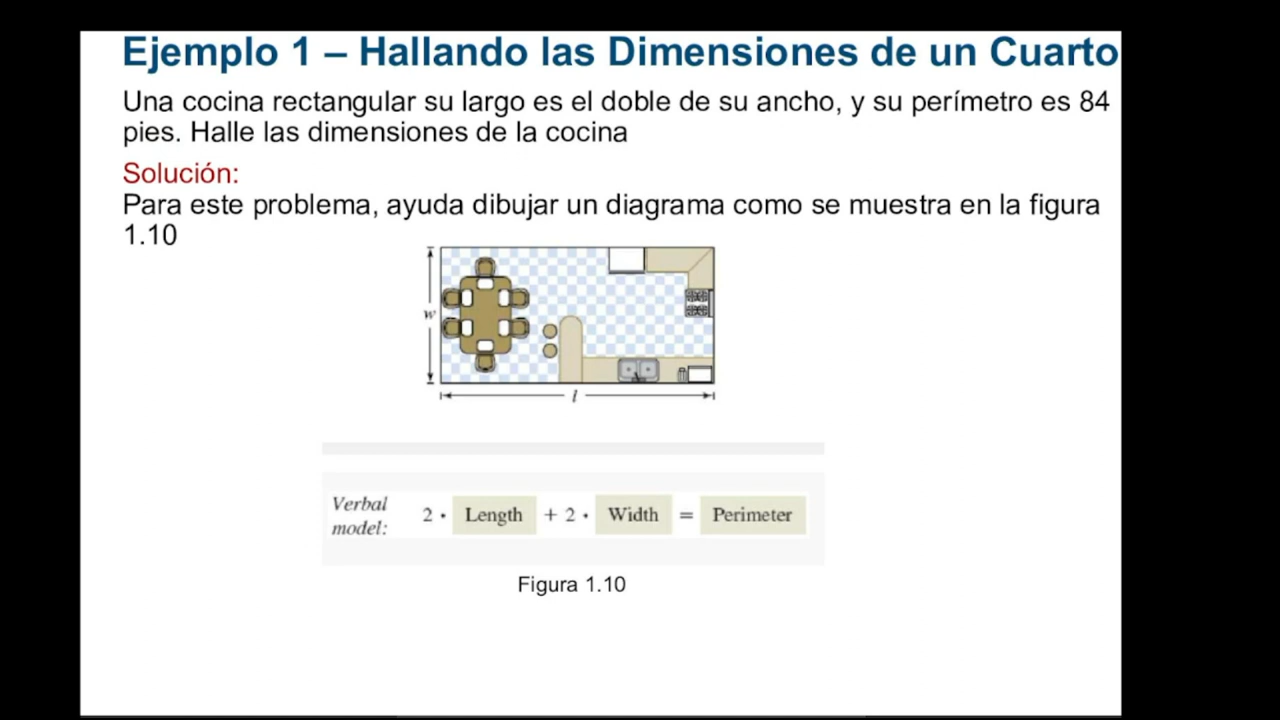 Ejemplo 1 – Hallando las Dimensiones de un Cuarto
Una cocina rectangular su largo es el doble de su ancho, y su perímetro es 84
pies. Halle las dimensiones de la cocina
Solución:
Para este problema, ayuda dibujar un diagrama como se muestra en la figura
1.10
w
l
Verbal
model:
2 · Length + 2 · Width = Perimeter
Figura 1.10